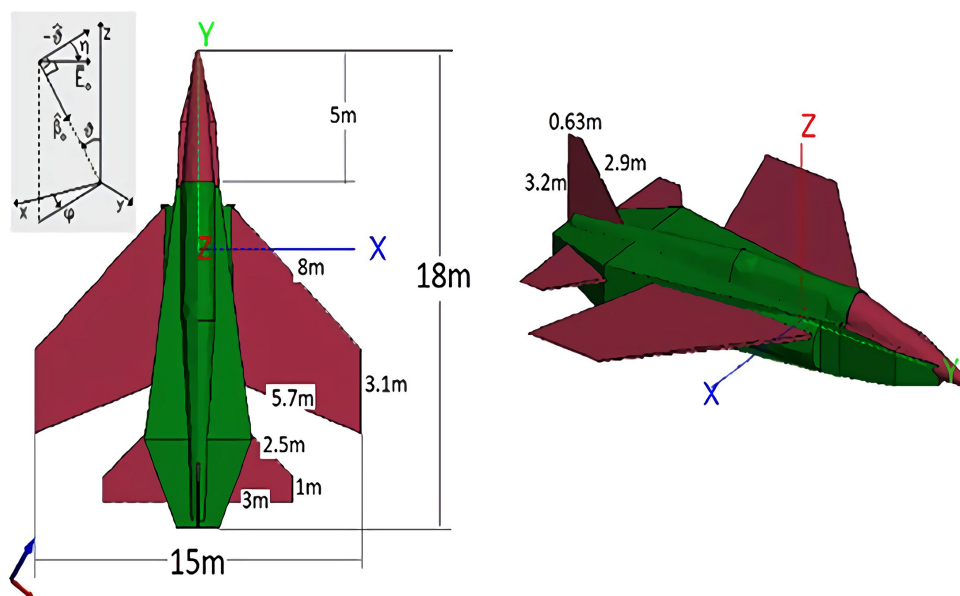 -ϑ̂
η
z
E̅₀
β̂₀
ϑ
x
φ
y
Y
5m
Z
X
8m
18m
3.1m
5.7m
2.5m
1m
3m
15m
0.63m
2.9m
3.2m
Z
X
Y